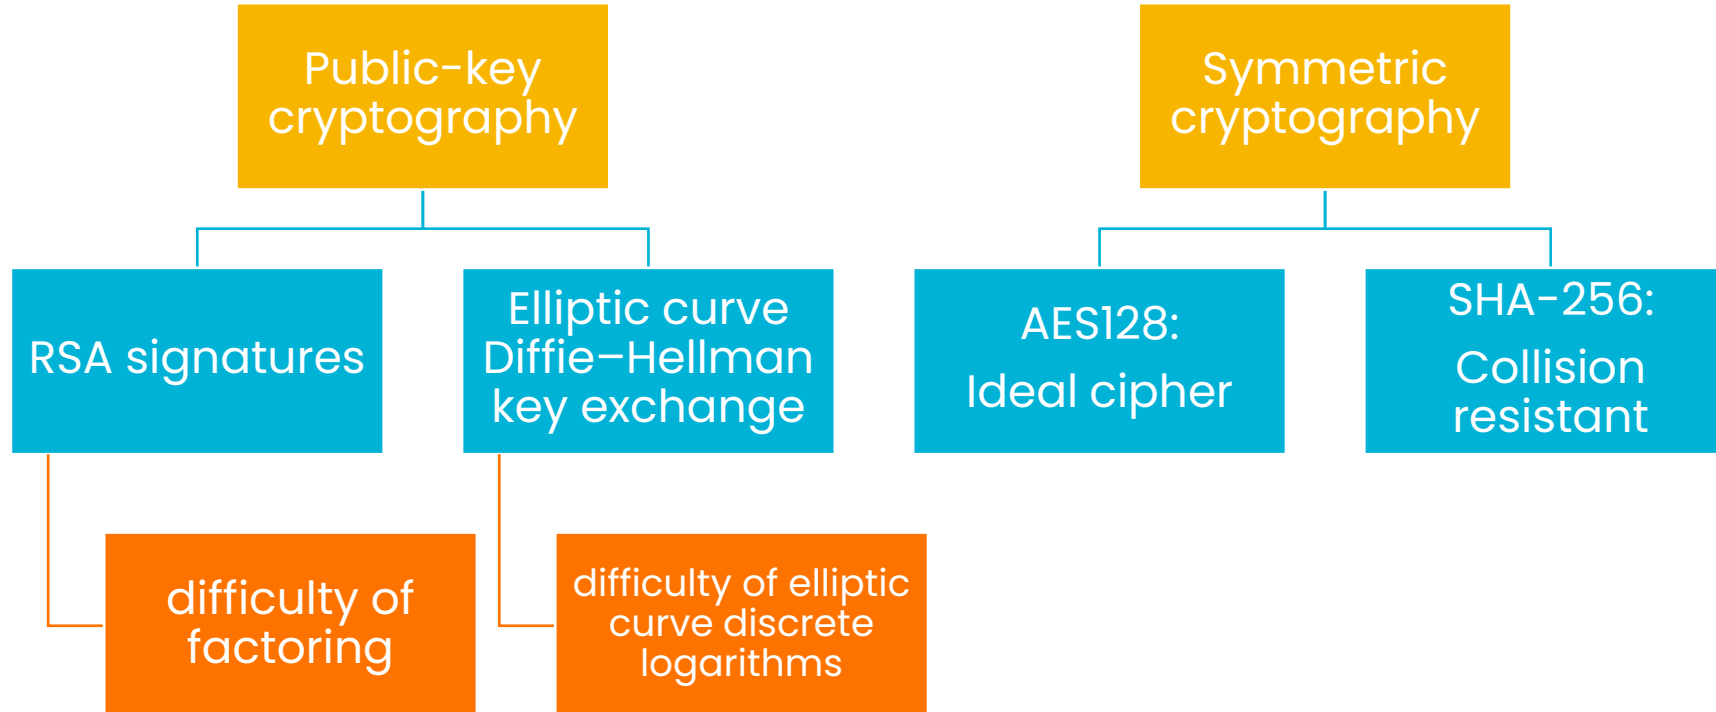 Public-key
cryptography
Symmetric
cryptography
RSA signatures
Elliptic curve
Diffie–Hellman
key exchange
AES128:
Ideal cipher
SHA-256:
Collision
resistant
difficulty of
factoring
difficulty of elliptic
curve discrete
logarithms